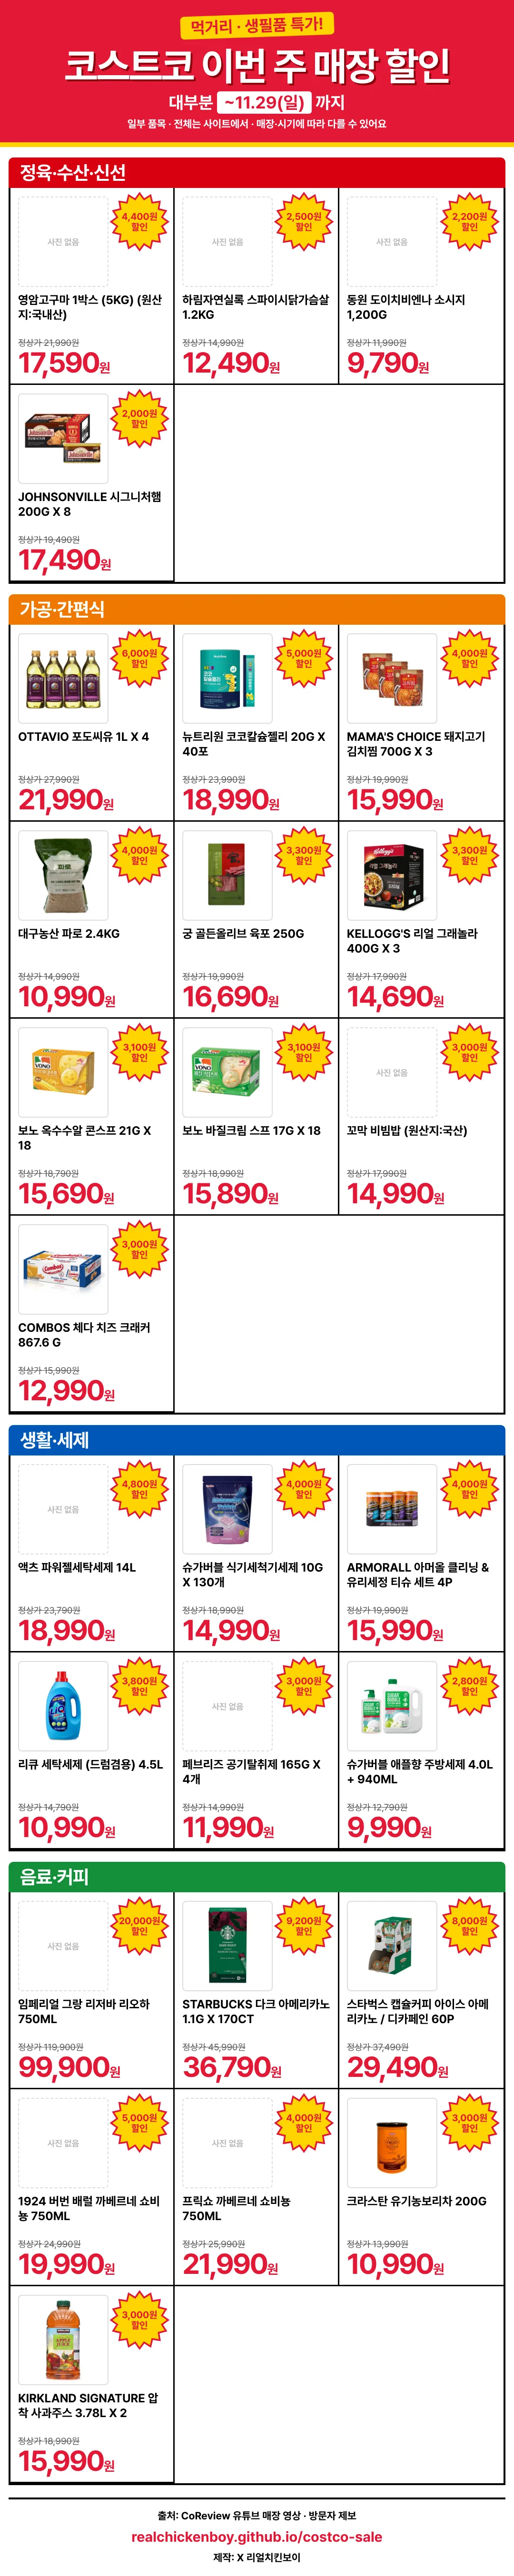 먹거리 · 생필품 특가!
코스트코 이번 주 매장 할인
대부분 ~11.29(일) 까지
일부 품목 · 전체는 사이트에서 · 매장·시기에 따라 다를 수 있어요
정육·수산·신선
사진 없음
4,400원
할인
영암고구마 1박스 (5KG) (원산
지:국내산)
정상가 21,990원
17,590원
사진 없음
2,500원
할인
하림자연실록 스파이시닭가슴살
1.2KG
정상가 14,990원
12,490원
사진 없음
2,200원
할인
동원 도이치비엔나 소시지
1,200G
정상가 11,990원
9,790원
Johnsonville
2,000원
할인
JOHNSONVILLE 시그니처햄
200G X 8
정상가 19,490원
17,490원
가공·간편식
6,000원
할인
OTTAVIO 포도씨유 1L X 4
정상가 27,990원
21,990원
5,000원
할인
뉴트리원 코코칼슘젤리 20G X
40포
정상가 23,990원
18,990원
4,000원
할인
MAMA'S CHOICE 돼지고기
김치찜 700G X 3
정상가 19,990원
15,990원
파로
4,000원
할인
대구농산 파로 2.4KG
정상가 14,990원
10,990원
3,300원
할인
궁 골든올리브 육포 250G
정상가 19,990원
16,690원
Kellogg's
리얼 그래놀라
3,300원
할인
KELLOGG'S 리얼 그래놀라
400G X 3
정상가 17,990원
14,690원
VONO
3,100원
할인
보노 옥수수알 콘스프 21G X
18
정상가 18,790원
15,690원
VONO
3,100원
할인
보노 바질크림 스프 17G X 18
정상가 18,990원
15,890원
사진 없음
3,000원
할인
꼬막 비빔밥 (원산지:국산)
정상가 17,990원
14,990원
Combos
3,000원
할인
COMBOS 체다 치즈 크래커
867.6 G
정상가 15,990원
12,990원
생활·세제
사진 없음
4,800원
할인
액츠 파워젤세탁세제 14L
정상가 23,790원
18,990원
4,000원
할인
슈가버블 식기세척기세제 10G
X 130개
정상가 18,990원
14,990원
4,000원
할인
ARMORALL 아머올 클리닝 &
유리세정 티슈 세트 4P
정상가 19,990원
15,990원
LiQ
3,800원
할인
리큐 세탁세제 (드럼겸용) 4.5L
정상가 14,790원
10,990원
사진 없음
3,000원
할인
페브리즈 공기탈취제 165G X
4개
정상가 14,990원
11,990원
2,800원
할인
슈가버블 애플향 주방세제 4.0L
+ 940ML
정상가 12,790원
9,990원
음료·커피
사진 없음
20,000원
할인
임페리얼 그랑 리저바 리오하
750ML
정상가 119,900원
99,900원
9,200원
할인
STARBUCKS 다크 아메리카노
1.1G X 170CT
정상가 45,990원
36,790원
8,000원
할인
스타벅스 캡슐커피 아이스 아메
리카노 / 디카페인 60P
정상가 37,490원
29,490원
사진 없음
5,000원
할인
1924 버번 배럴 까베르네 쇼비
뇽 750ML
정상가 24,990원
19,990원
사진 없음
4,000원
할인
프릭쇼 까베르네 쇼비뇽
750ML
정상가 25,990원
21,990원
3,000원
할인
크라스탄 유기농보리차 200G
정상가 13,990원
10,990원
APPLE
JUICE
3,000원
할인
KIRKLAND SIGNATURE 압
착 사과주스 3.78L X 2
정상가 18,990원
15,990원
출처: CoReview 유튜브 매장 영상 · 방문자 제보
realchickenboy.github.io/costco-sale
제작: X 리얼치킨보이